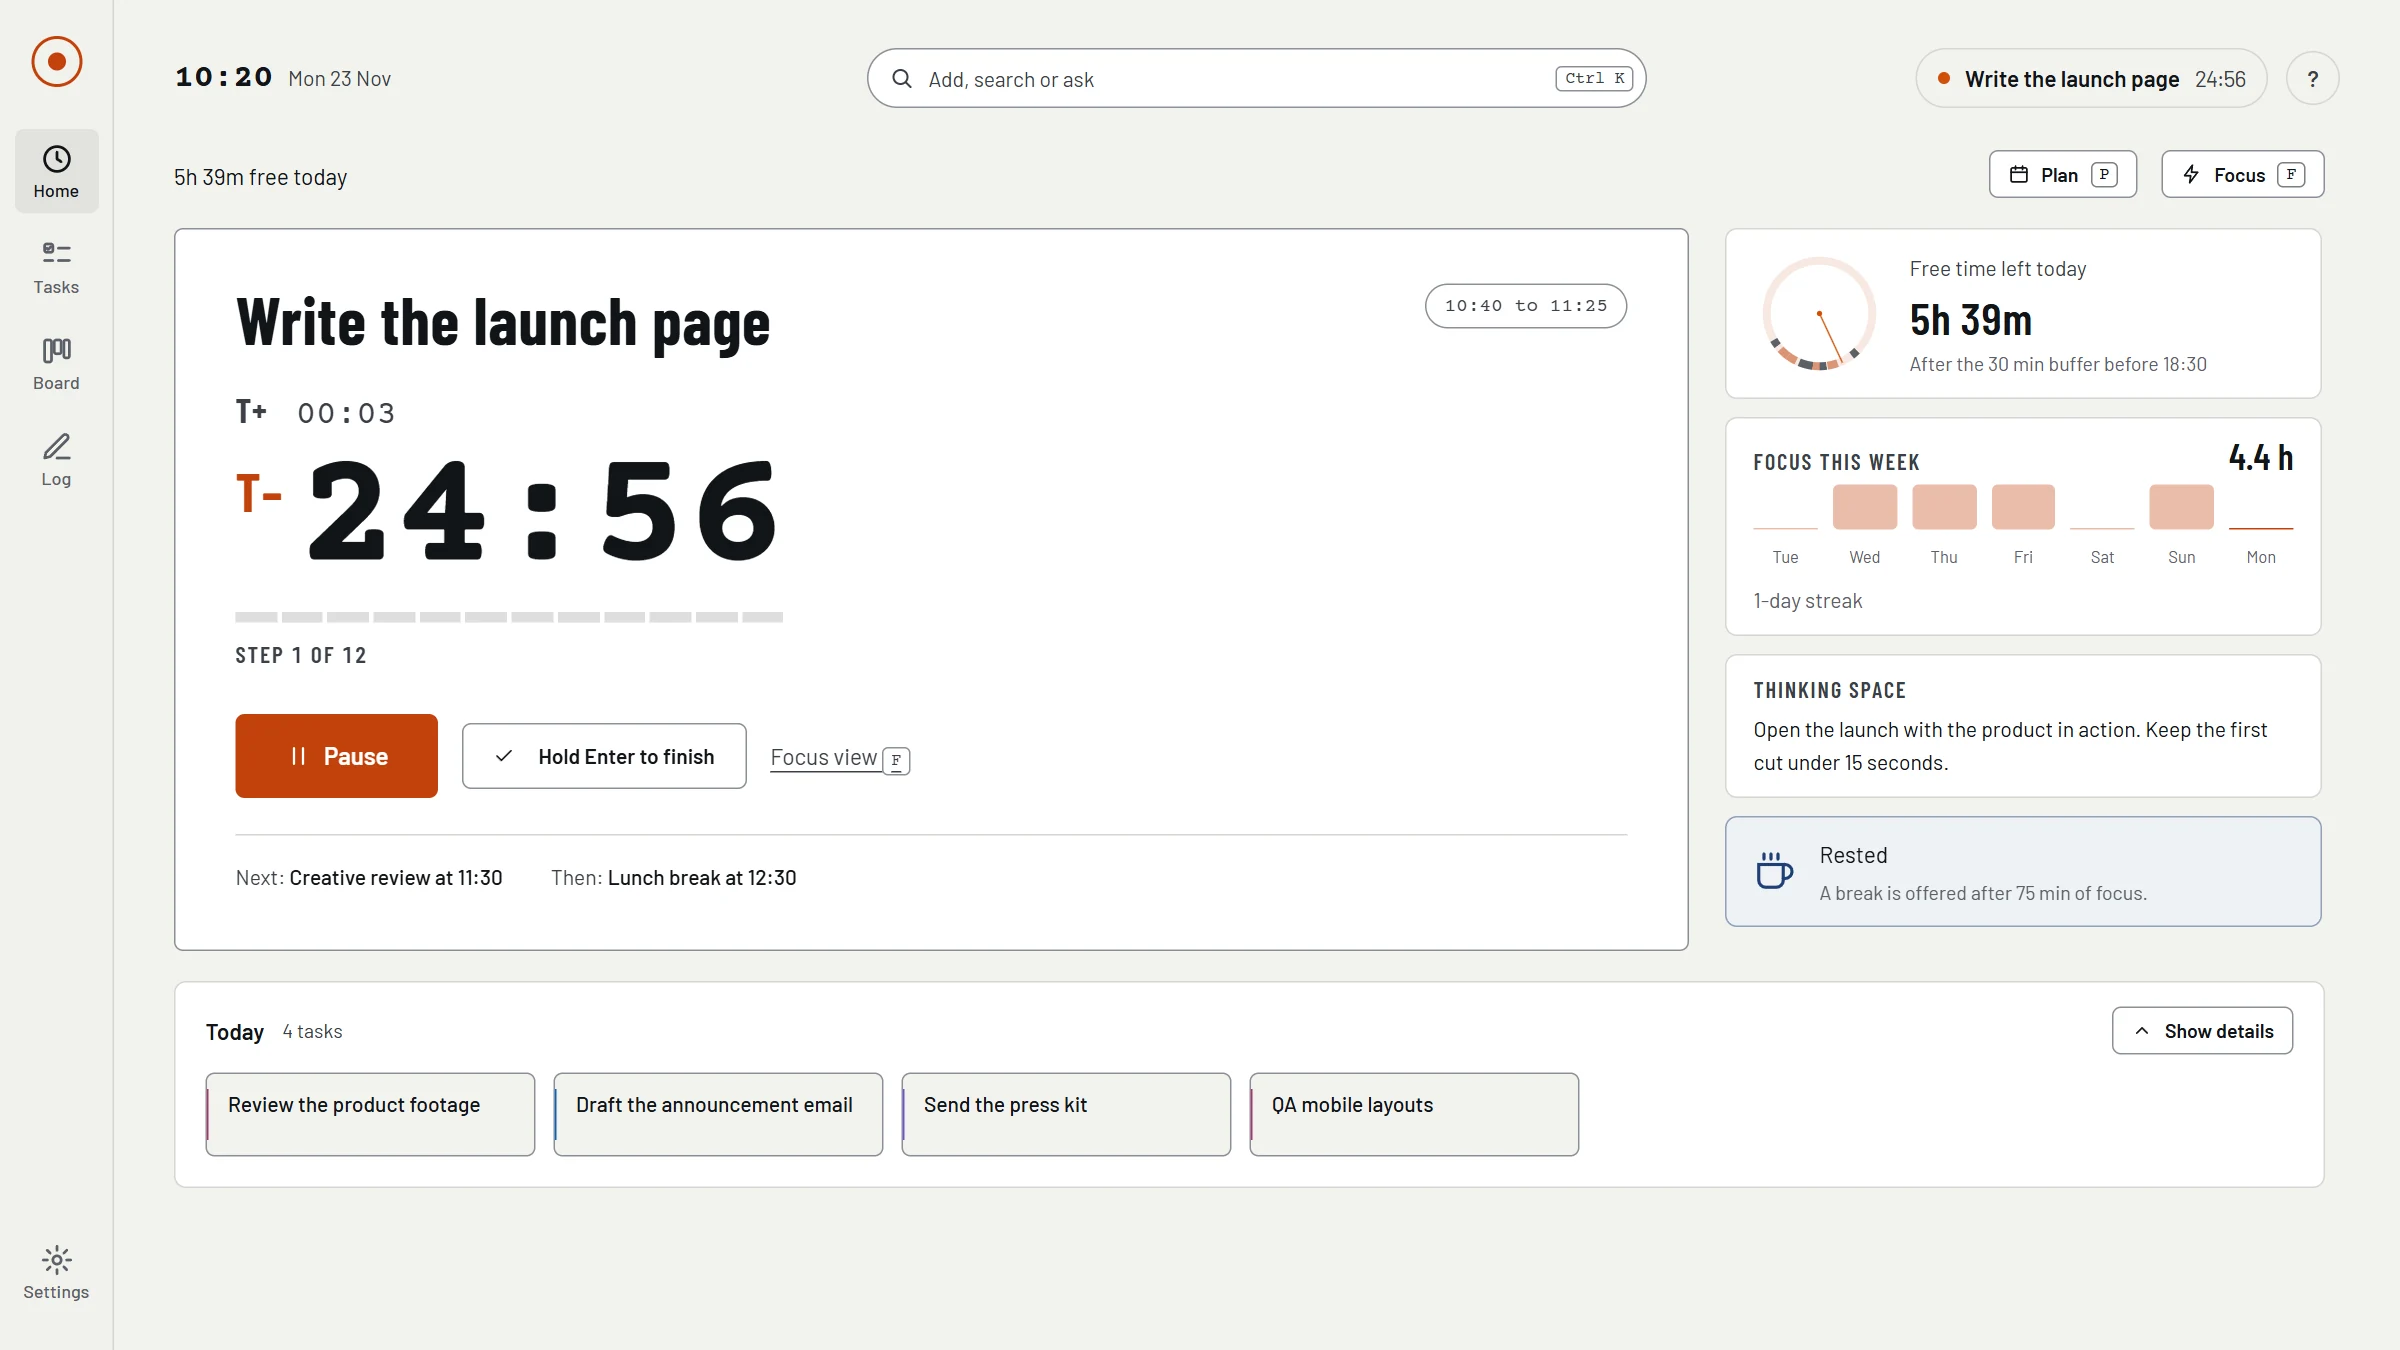 10:20 Mon 23 Nov
Add, search or ask Ctrl K
Write the launch page 24:56
?
Home
Tasks
Board
Log
Settings
5h 39m free today
Plan P
Focus F
Write the launch page
10:40 to 11:25
T+ 00:03
T- 24:56
STEP 1 OF 12
Pause
Hold Enter to finish
Focus view F
Next: Creative review at 11:30
Then: Lunch break at 12:30
Free time left today
5h 39m
After the 30 min buffer before 18:30
FOCUS THIS WEEK
4.4 h
Tue Wed Thu Fri Sat Sun Mon
1-day streak
THINKING SPACE
Open the launch with the product in action. Keep the first
cut under 15 seconds.
Rested
A break is offered after 75 min of focus.
Today 4 tasks
Show details
Review the product footage
Draft the announcement email
Send the press kit
QA mobile layouts